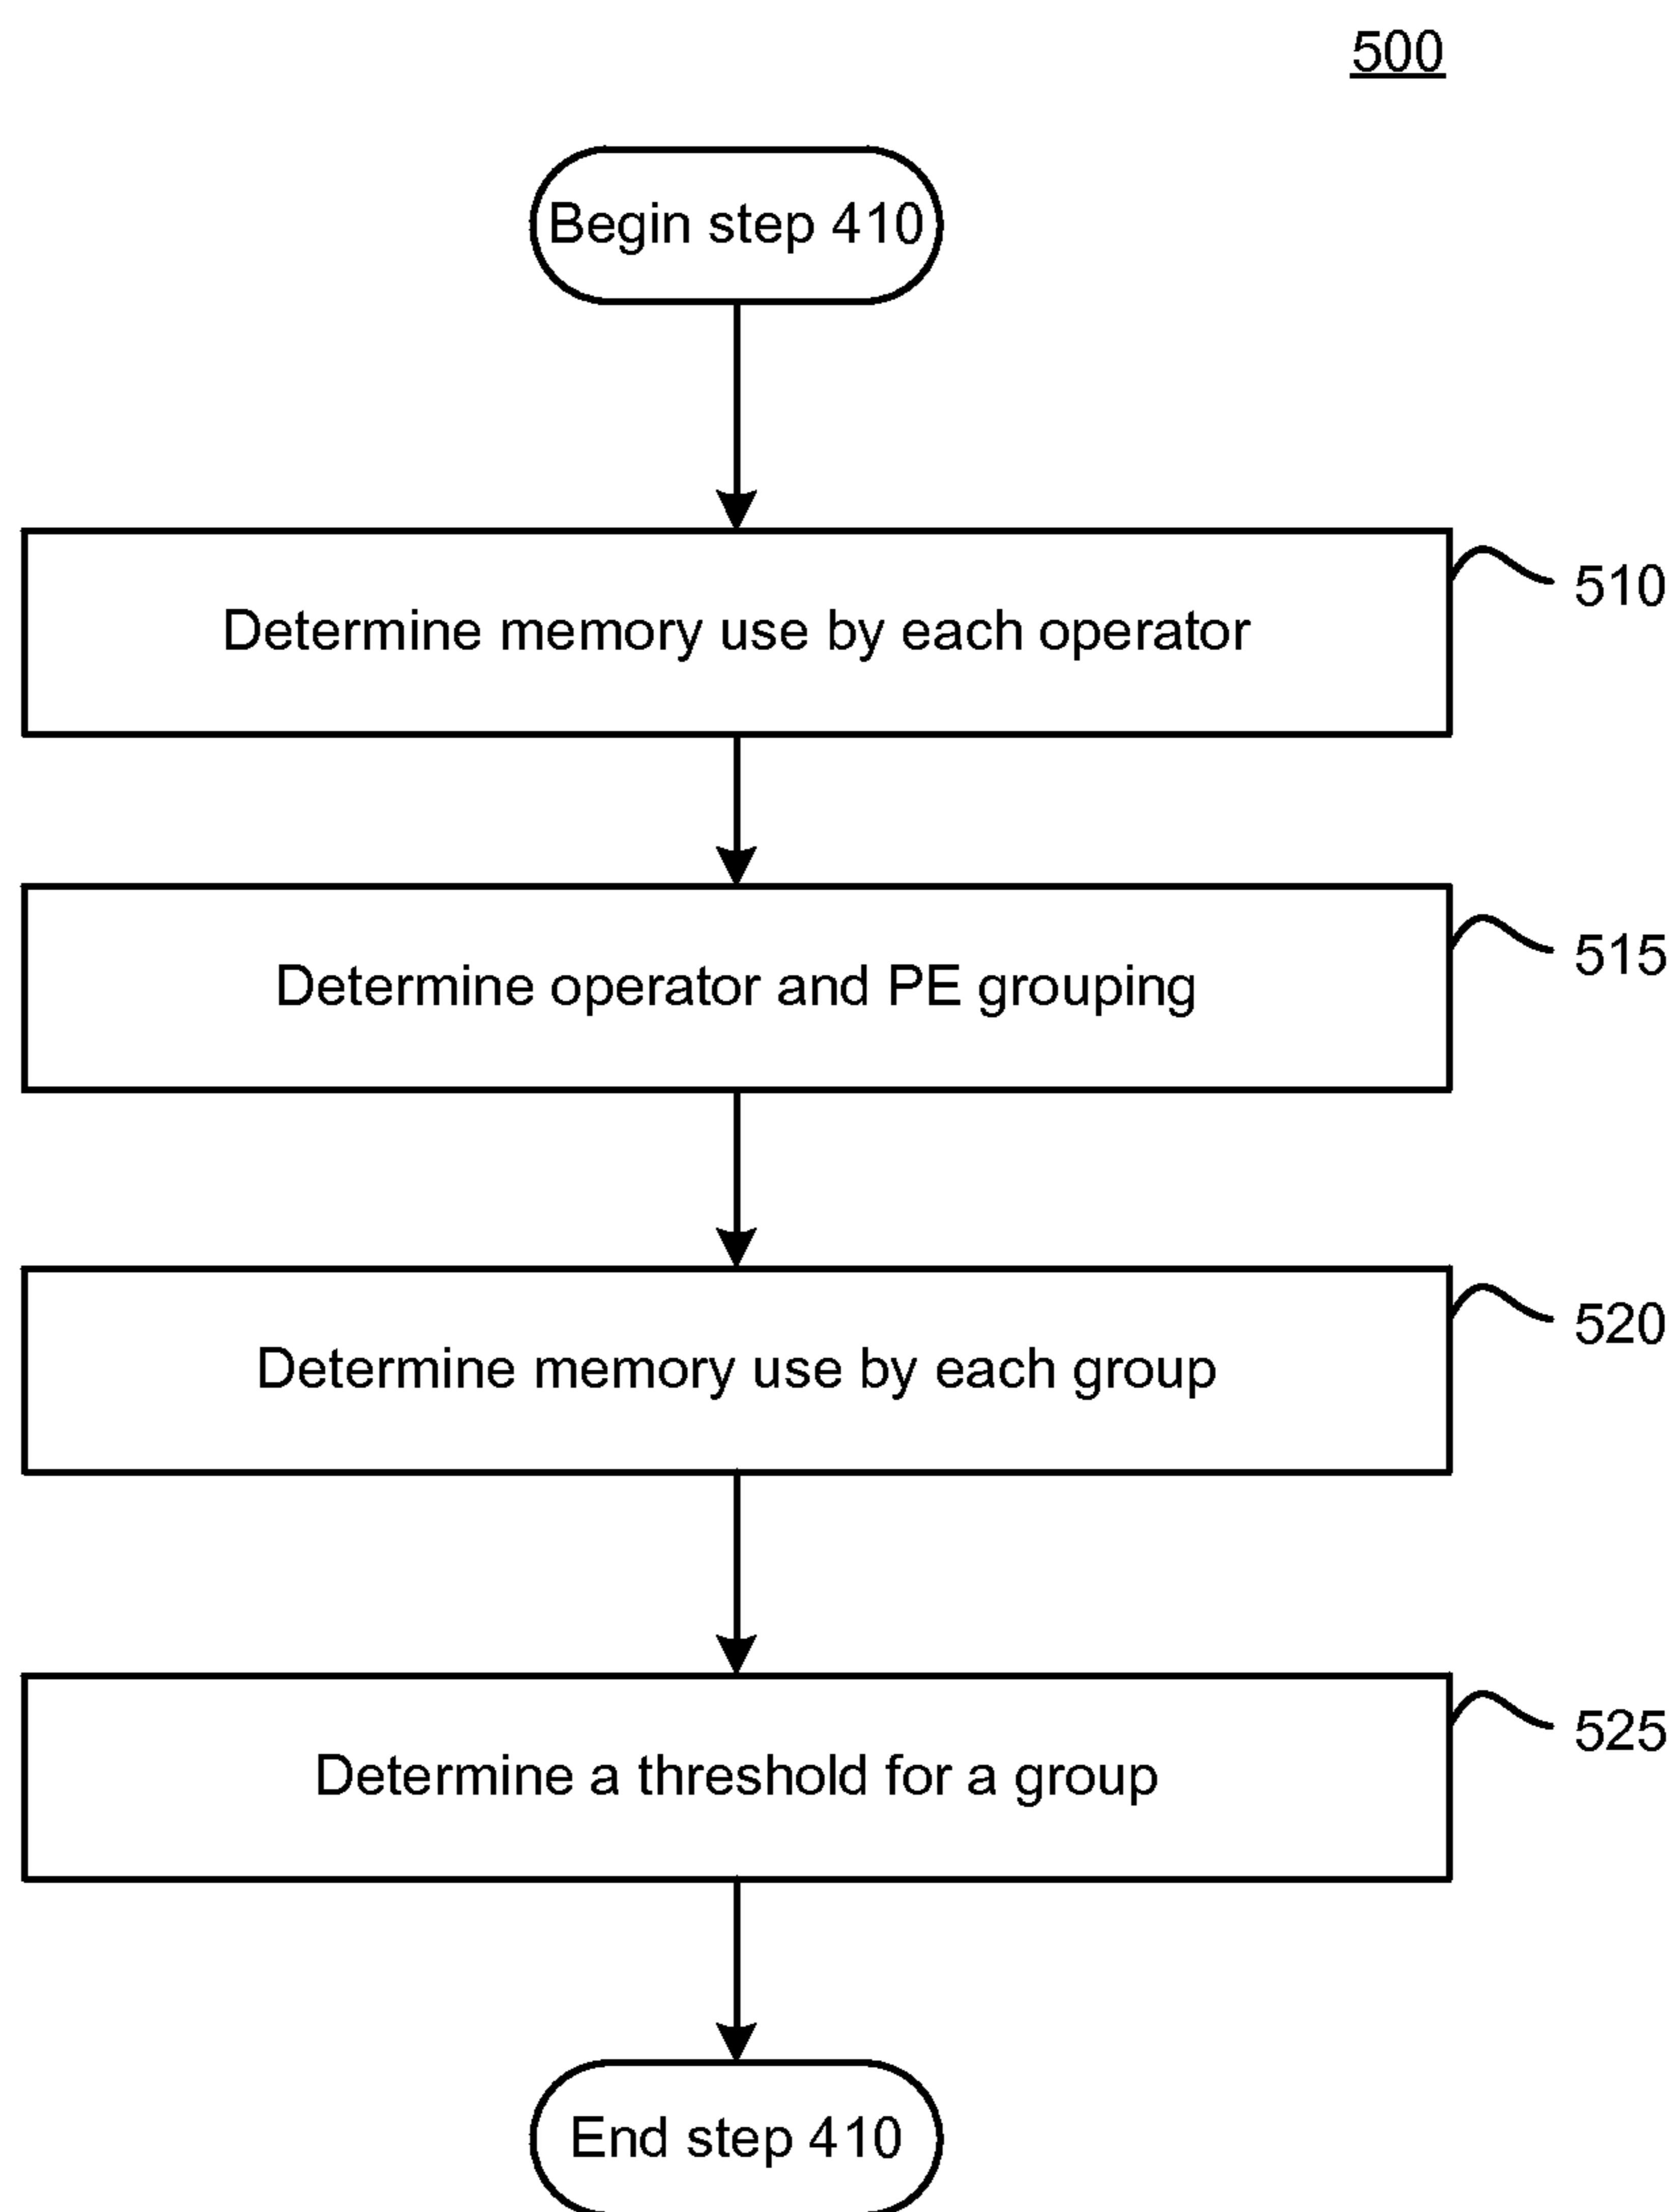 500
Begin step 410
Determine memory use by each operator
510
Determine operator and PE grouping
515
Determine memory use by each group
520
Determine a threshold for a group
525
End step 410